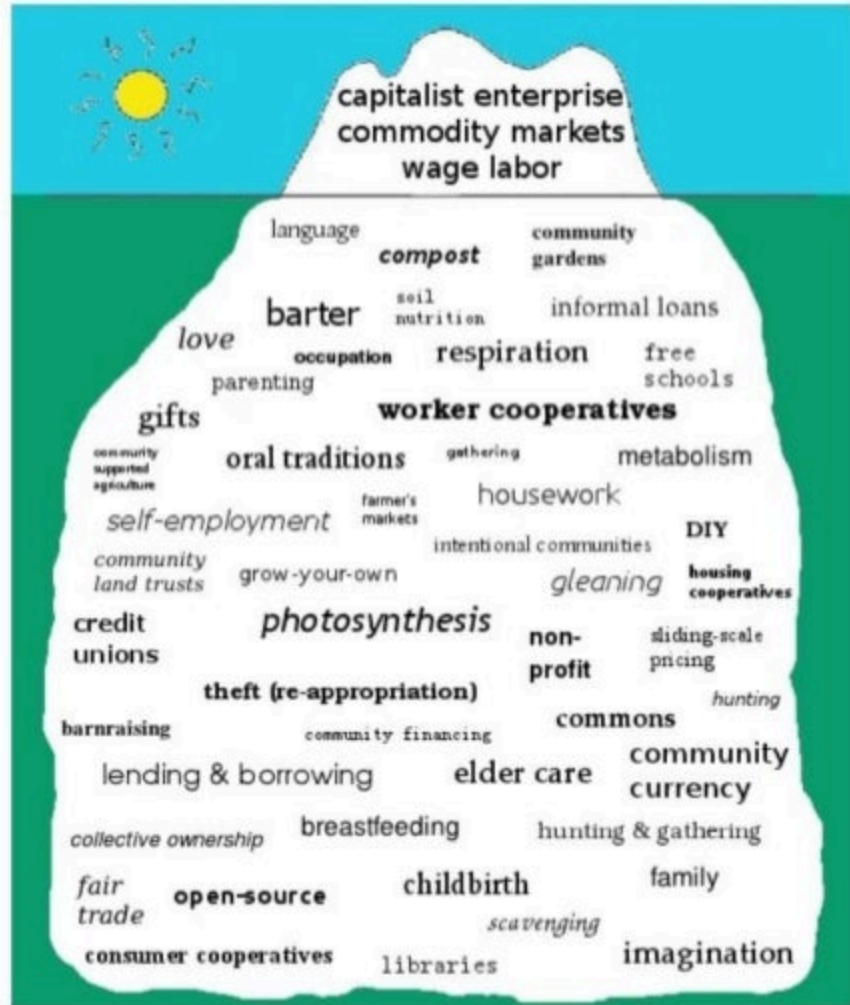 capitalist enterprise
commodity markets
wage labor
language
compost
community
gardens
barter
soil
nutrition
informal loans
love
occupation
respiration
free
schools
parenting
gifts
worker cooperatives
community
supported
agriculture
oral traditions
gathering
metabolism
self-employment
farmer's
markets
housework
DIY
intentional communities
community
land trusts
grow-your-own
gleaning
housing
cooperatives
credit
unions
photosynthesis
non-
profit
sliding-scale
pricing
theft (re-appropriation)
hunting
barnraising
community financing
commons
lending & borrowing
elder care
community
currency
collective ownership
breastfeeding
hunting & gathering
fair
trade
open-source
childbirth
family
scavenging
consumer cooperatives
libraries
imagination